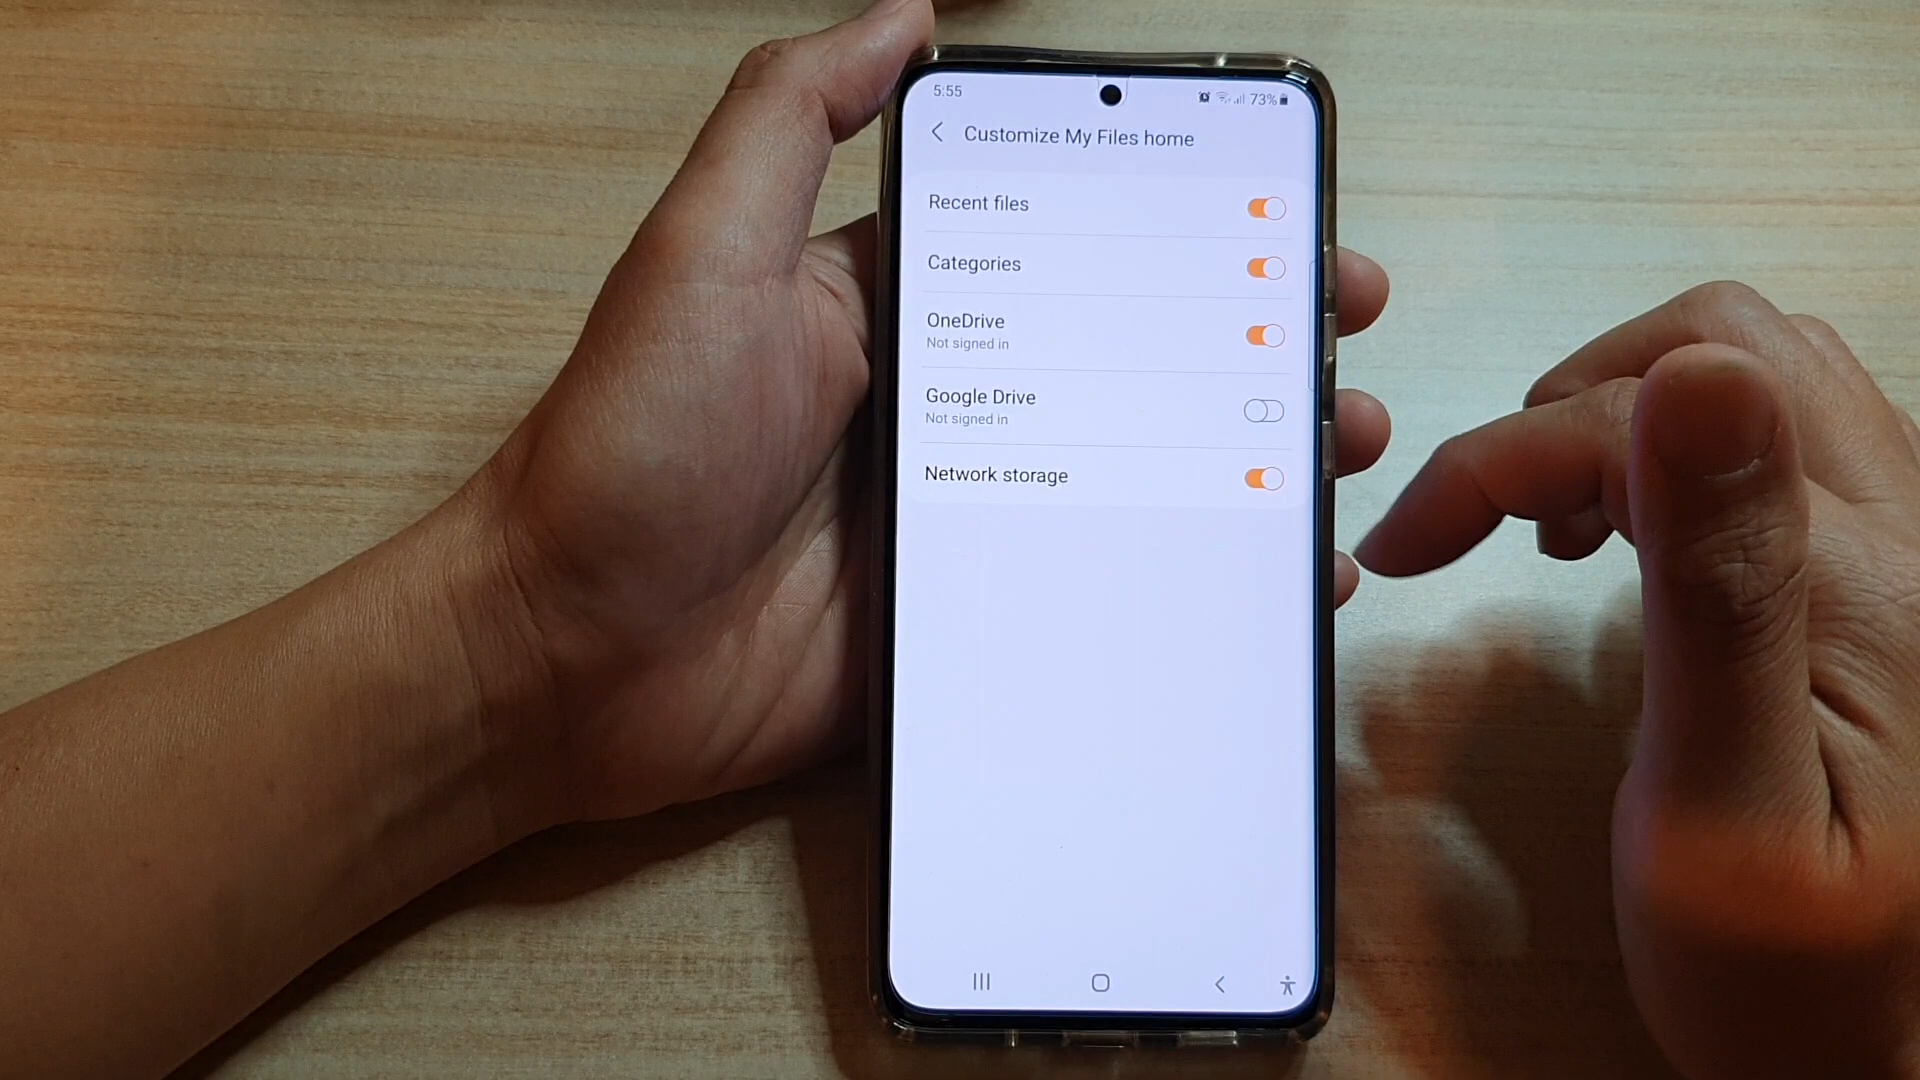 5:55
73%
Customize My Files home
Recent files
Categories
OneDrive
Not signed in
Google Drive
Not signed in
Network storage